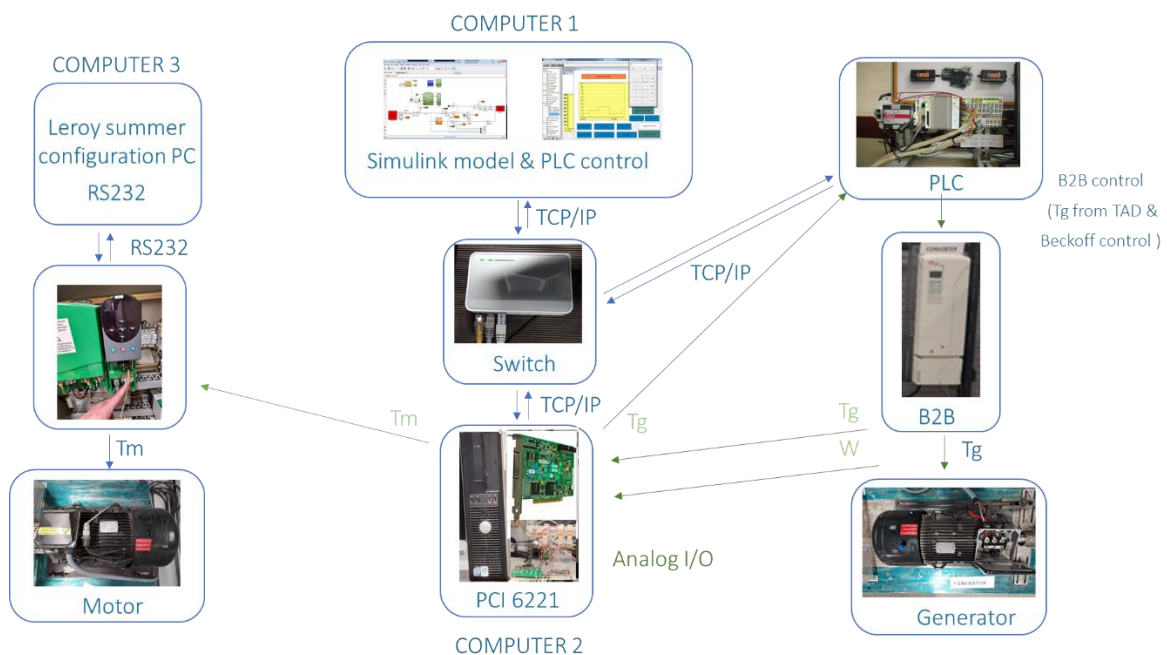 COMPUTER 1
COMPUTER 3
Leroy summer
configuration PC
RS232
Simulink model & PLC control
PLC
B2B control
(Tg from TAD &
Beckoff control )
TCP/IP
RS232
TCP/IP
Switch
TCP/IP
B2B
Tm
Tg
Tg
W
Tm
Tg
Analog I/O
Motor
PCI 6221
Generator
COMPUTER 2